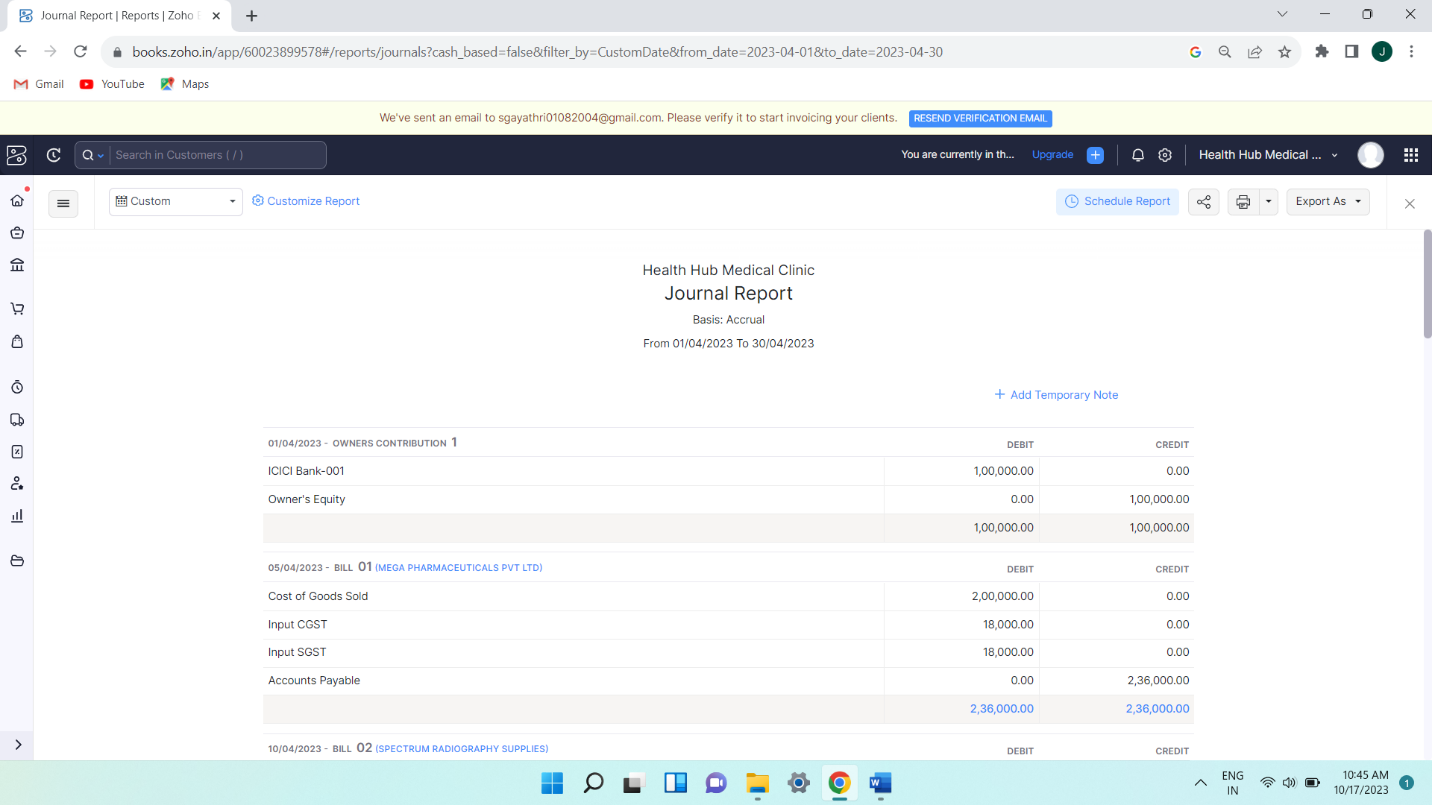 Journal Report | Reports | Zoho B
books.zoho.in/app/60023899578#/reports/journals?cash_based=false&filter_by=CustomDate&from_date=2023-04-01&to_date=2023-04-30
J
Gmail YouTube Maps
We've sent an email to sgayathri01082004@gmail.com. Please verify it to start invoicing your clients. RESEND VERIFICATION EMAIL
Search in Customers ( / ) You are currently in th... Upgrade Health Hub Medical ...
Custom Customize Report Schedule Report Export As
Health Hub Medical Clinic
Journal Report
Basis: Accrual
From 01/04/2023 To 30/04/2023
+ Add Temporary Note
01/04/2023 - OWNERS CONTRIBUTION 1 DEBIT CREDIT
ICICI Bank-001 1,00,000.00 0.00
Owner's Equity 0.00 1,00,000.00
1,00,000.00 1,00,000.00
05/04/2023 - BILL 01 (MEGA PHARMACEUTICALS PVT LTD) DEBIT CREDIT
Cost of Goods Sold 2,00,000.00 0.00
Input CGST 18,000.00 0.00
Input SGST 18,000.00 0.00
Accounts Payable 0.00 2,36,000.00
2,36,000.00 2,36,000.00
10/04/2023 - BILL 02 (SPECTRUM RADIOGRAPHY SUPPLIES) DEBIT CREDIT
ENG 10:45 AM
IN 10/17/2023 1